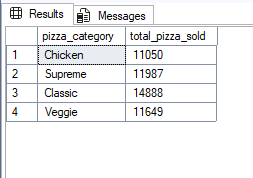 Results Messages
pizza_category total_pizza_sold
1 Chicken 11050
2 Supreme 11987
3 Classic 14888
4 Veggie 11649